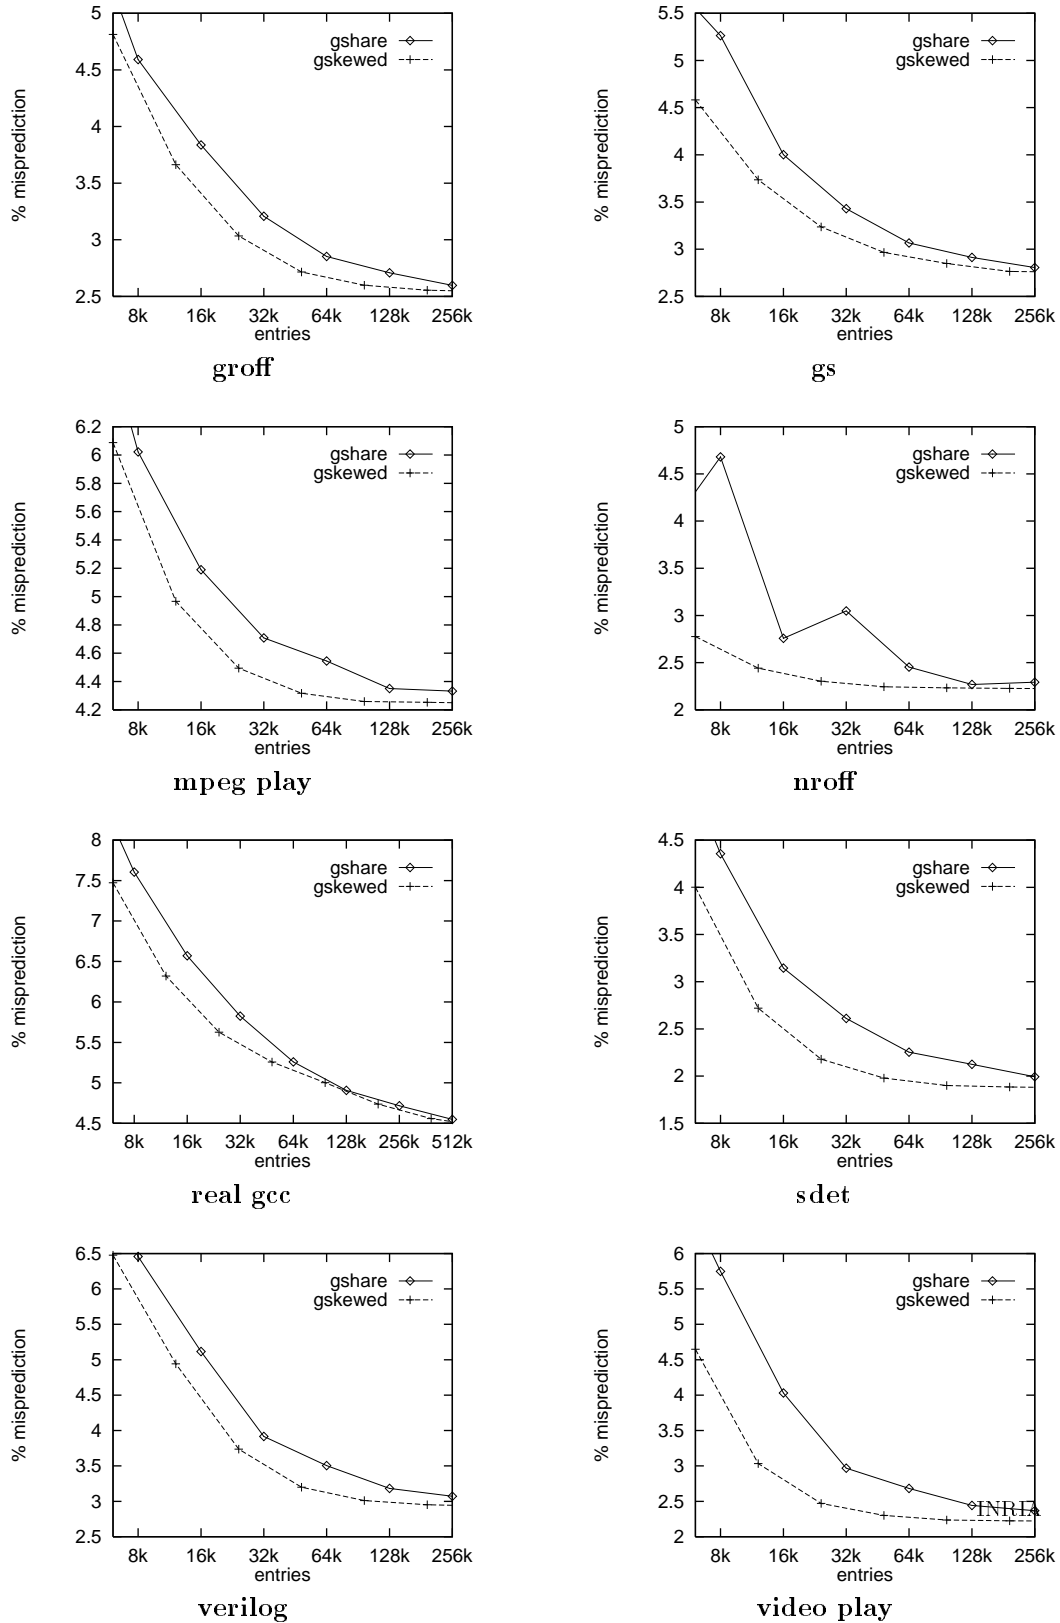 5
4.5
4
3.5
3
2.5
% misprediction
gshare
gskewed
8k 16k 32k 64k 128k 256k
entries
groff
5.5
5
4.5
4
3.5
3
2.5
% misprediction
gshare
gskewed
8k 16k 32k 64k 128k 256k
entries
gs
6.2
6
5.8
5.6
5.4
5.2
5
4.8
4.6
4.4
4.2
% misprediction
gshare
gskewed
8k 16k 32k 64k 128k 256k
entries
mpeg play
5
4.5
4
3.5
3
2.5
2
% misprediction
gshare
gskewed
8k 16k 32k 64k 128k 256k
entries
nroff
8
7.5
7
6.5
6
5.5
5
4.5
% misprediction
gshare
gskewed
8k 16k 32k 64k 128k 256k 512k
entries
real gcc
4.5
4
3.5
3
2.5
2
1.5
% misprediction
gshare
gskewed
8k 16k 32k 64k 128k 256k
entries
sdet
6.5
6
5.5
5
4.5
4
3.5
3
2.5
% misprediction
gshare
gskewed
8k 16k 32k 64k 128k 256k
entries
verilog
6
5.5
5
4.5
4
3.5
3
2.5
2
% misprediction
gshare
gskewed
INRIA
8k 16k 32k 64k 128k 256k
entries
video play